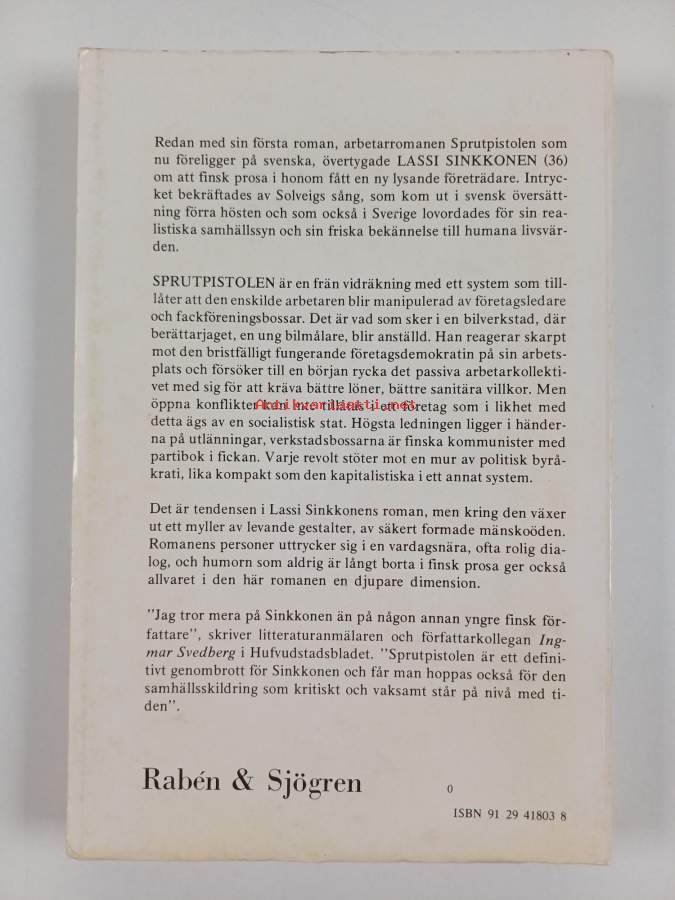 Redan med sin första roman, arbetarromanen Sprutpistolen som
nu föreligger på svenska, övertygade LASSI SINKKONEN (36)
om att finsk prosa i honom fått en ny lysande företrädare. Intryc-
ket bekräftades av Solveigs sång, som kom ut i svensk översätt-
ning förra hösten och som också i Sverige lovordades för sin rea-
listiska samhällssyn och sin friska bekännelse till humana livsvär-
den.
SPRUTPISTOLEN är en frän vidräkning med ett system som till-
låter att den enskilde arbetaren blir manipulerad av företagsledare
och fackföreningsbossar. Det är vad som sker i en bilverkstad, där
berättarjaget, en ung bilmålare, blir anställd. Han reagerar skarpt
mot den bristfälligt fungerande företagsdemokratin på sin arbets-
plats och försöker till en början rycka det passiva arbetarkollekti-
vet med sig för att kräva bättre löner, bättre sanitära villkor. Men
öppna konflikter kan inte tillåtas i ett företag som i likhet med
Antikvariaatti.net
detta ägs av en socialistisk stat. Högsta ledningen ligger i händer-
na på utlänningar, verkstadsbossarna är finska kommunister med
partibok i fickan. Varje revolt stöter mot en mur av politisk byrå-
krati, lika kompakt som den kapitalistiska i ett annat system.
Det är tendensen i Lassi Sinkkonens roman, men kring den växer
ut ett myller av levande gestalter, av säkert formade mänskoöden.
Romanens personer uttrycker sig i en vardagsnära, ofta rolig dia-
log, och humorn som aldrig är långt borta i finsk prosa ger också
allvaret i den här romanen en djupare dimension.
"Jag tror mera på Sinkkonen än på någon annan yngre finsk för-
fattare", skriver litteraturanmälaren och författarkollegan Ing-
mar Svedberg i Hufvudstadsbladet. "Sprutpistolen är ett defini-
tivt genombrott för Sinkkonen och får man hoppas också för den
samhällsskildring som kritiskt och vaksamt står på nivå med ti-
den".
Rabén & Sjögren
0
ISBN 91 29 41803 8